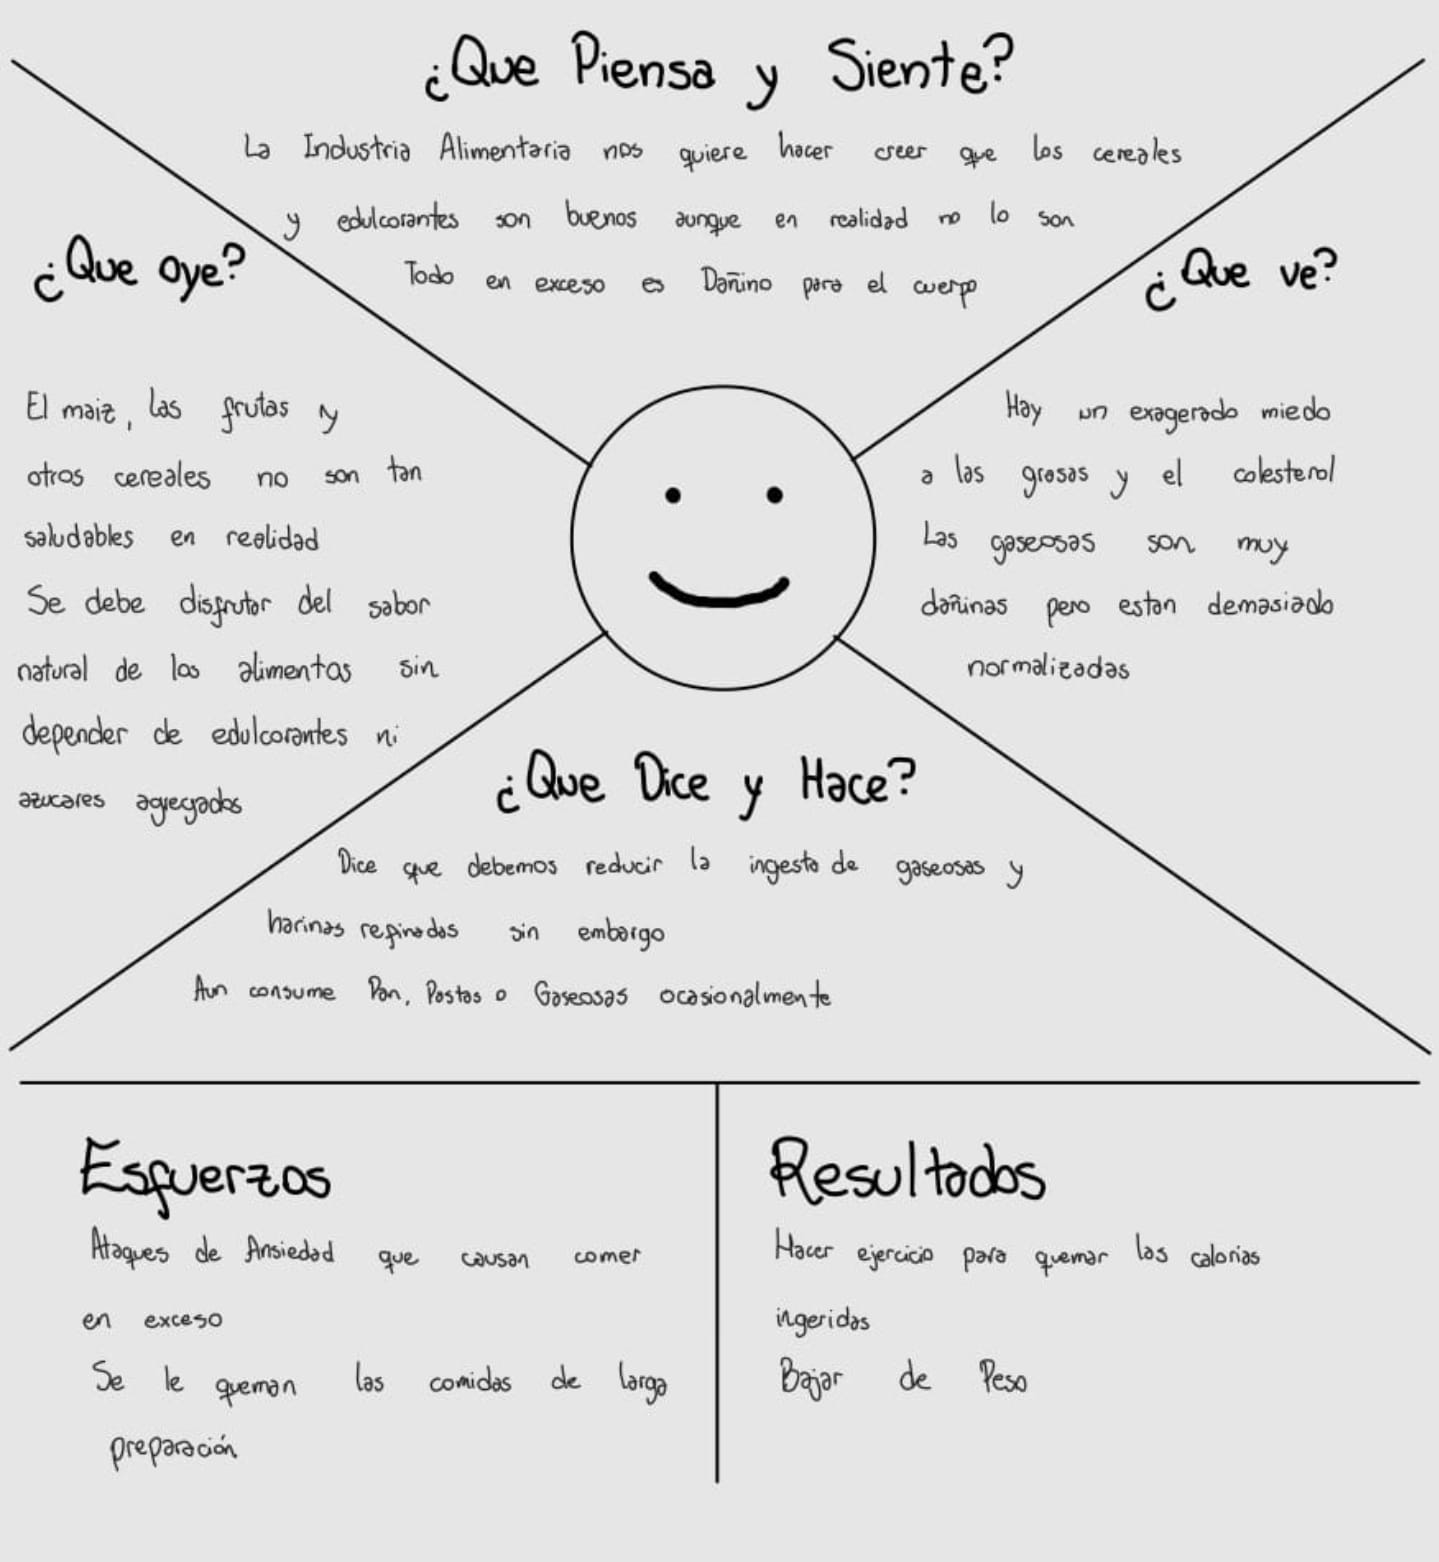 ¿Que Piensa y Siente?
La Industria Alimentaria nos quiere hacer creer que los cereales
y edulcorantes son buenos aunque en realidad no lo son
Todo en exceso es Dañino para el cuerpo
¿Que oye?
El maiz, las frutas y
otros cereales no son tan
saludables en realidad
Se debe disfrutar del sabor
natural de los alimentos sin
depender de edulcorantes ni
azucares agregados
¿Que ve?
Hay un exagerado miedo
a las grasas y el colesterol
Las gaseosas son muy
dañinas pero estan demasiado
normalizadas
¿Que Dice y Hace?
Dice que debemos reducir la ingesta de gaseosas y
harinas refinadas sin embargo
Aun consume Pan, Pastas o Gaseosas ocasionalmente
Esfuerzos
Ataques de Ansiedad que causan comer
en exceso
Se le queman las comidas de larga
preparación
Resultados
Hacer ejercicio para quemar las calorias
ingeridas
Bajar de Peso